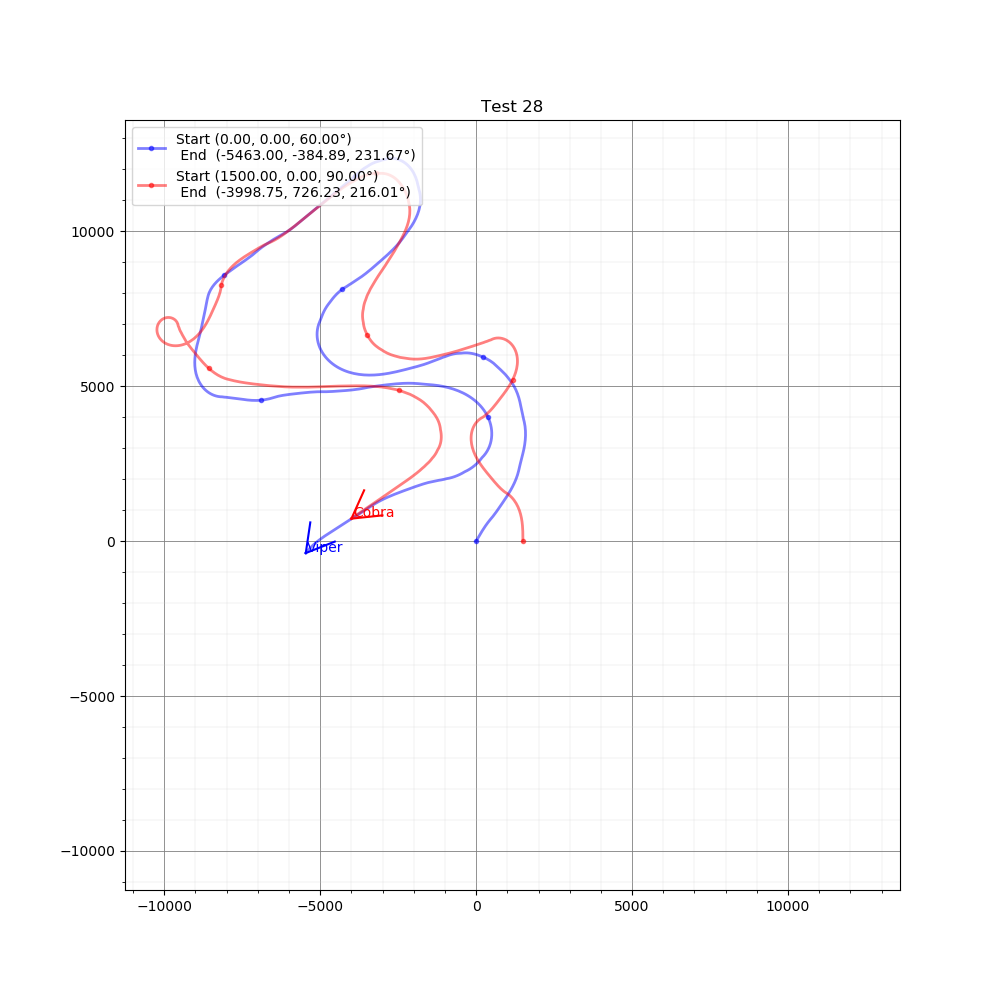 Test 28
Start (0.00, 0.00, 60.00°)
End (-5463.00, -384.89, 231.67°)
Start (1500.00, 0.00, 90.00°)
End (-3998.75, 726.23, 216.01°)
10000
5000
Cobra
Viper
0
−5000
−10000
−10000 −5000 0 5000 10000